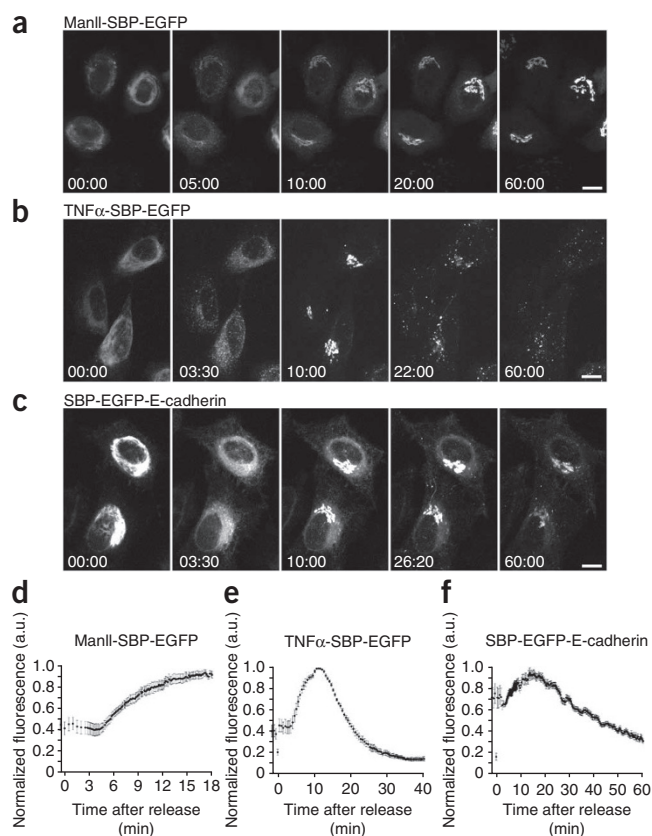 a
ManII-SBP-EGFP
00:00 05:00 10:00 20:00 60:00
b
TNFα-SBP-EGFP
00:00 03:30 10:00 22:00 60:00
c
SBP-EGFP-E-cadherin
00:00 03:30 10:00 26:20 60:00
d
ManII-SBP-EGFP
Normalized fluorescence (a.u.)
1.0
0.8
0.6
0.4
0.2
0
0 3 6 9 12 15 18
Time after release
(min)
e
TNFα-SBP-EGFP
Normalized fluorescence (a.u.)
1.0
0.8
0.6
0.4
0.2
0
0 10 20 30 40
Time after release
(min)
f
SBP-EGFP-E-cadherin
Normalized fluorescence (a.u.)
1.0
0.8
0.6
0.4
0.2
0
0 10 20 30 40 50 60
Time after release
(min)